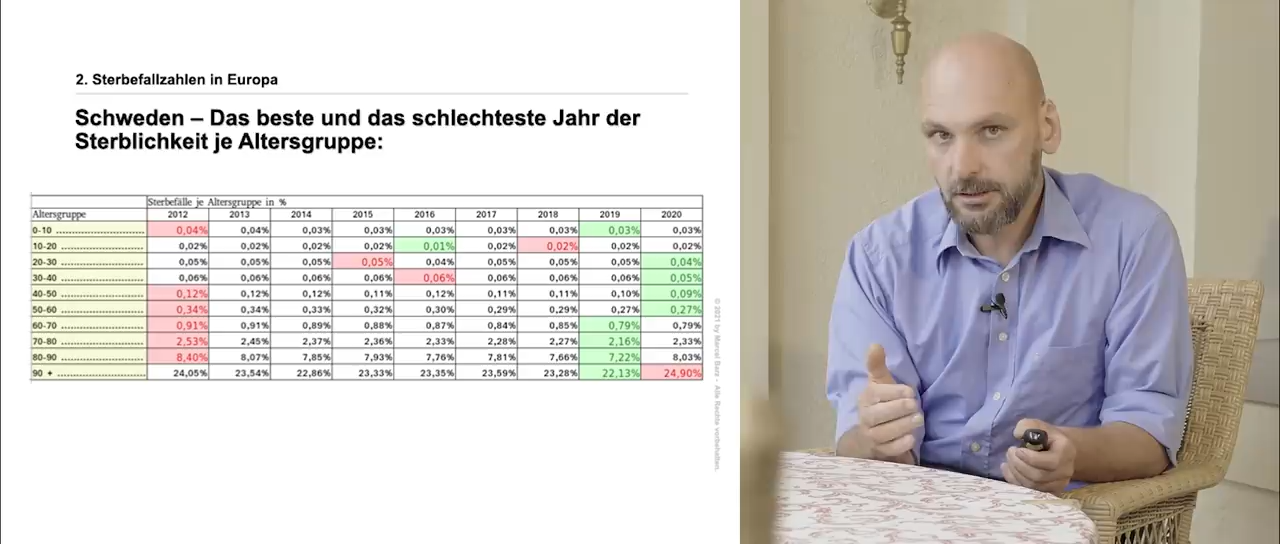 2. Sterbefallzahlen in Europa
Schweden – Das beste und das schlechteste Jahr der
Sterblichkeit je Altersgruppe:
Sterbefälle je Altersgruppe in %
Altersgruppe 2012 2013 2014 2015 2016 2017 2018 2019 2020
0-10 0,04% 0,04% 0,03% 0,03% 0,03% 0,03% 0,03% 0,03% 0,03%
10-20 0,02% 0,02% 0,02% 0,02% 0,01% 0,02% 0,02% 0,02% 0,02%
20-30 0,05% 0,05% 0,05% 0,05% 0,04% 0,05% 0,05% 0,05% 0,04%
30-40 0,06% 0,06% 0,06% 0,06% 0,06% 0,06% 0,06% 0,06% 0,05%
40-50 0,12% 0,12% 0,12% 0,11% 0,12% 0,11% 0,11% 0,10% 0,09%
50-60 0,34% 0,34% 0,33% 0,32% 0,30% 0,29% 0,29% 0,27% 0,27%
60-70 0,91% 0,91% 0,89% 0,88% 0,87% 0,84% 0,85% 0,79% 0,79%
70-80 2,53% 2,45% 2,37% 2,36% 2,33% 2,28% 2,27% 2,16% 2,33%
80-90 8,40% 8,07% 7,85% 7,93% 7,76% 7,81% 7,66% 7,22% 8,03%
90 + 24,05% 23,54% 22,86% 23,33% 23,35% 23,59% 23,28% 22,13% 24,90%
© 2021 by Marcel Barz - Alle Rechte vorbehalten.